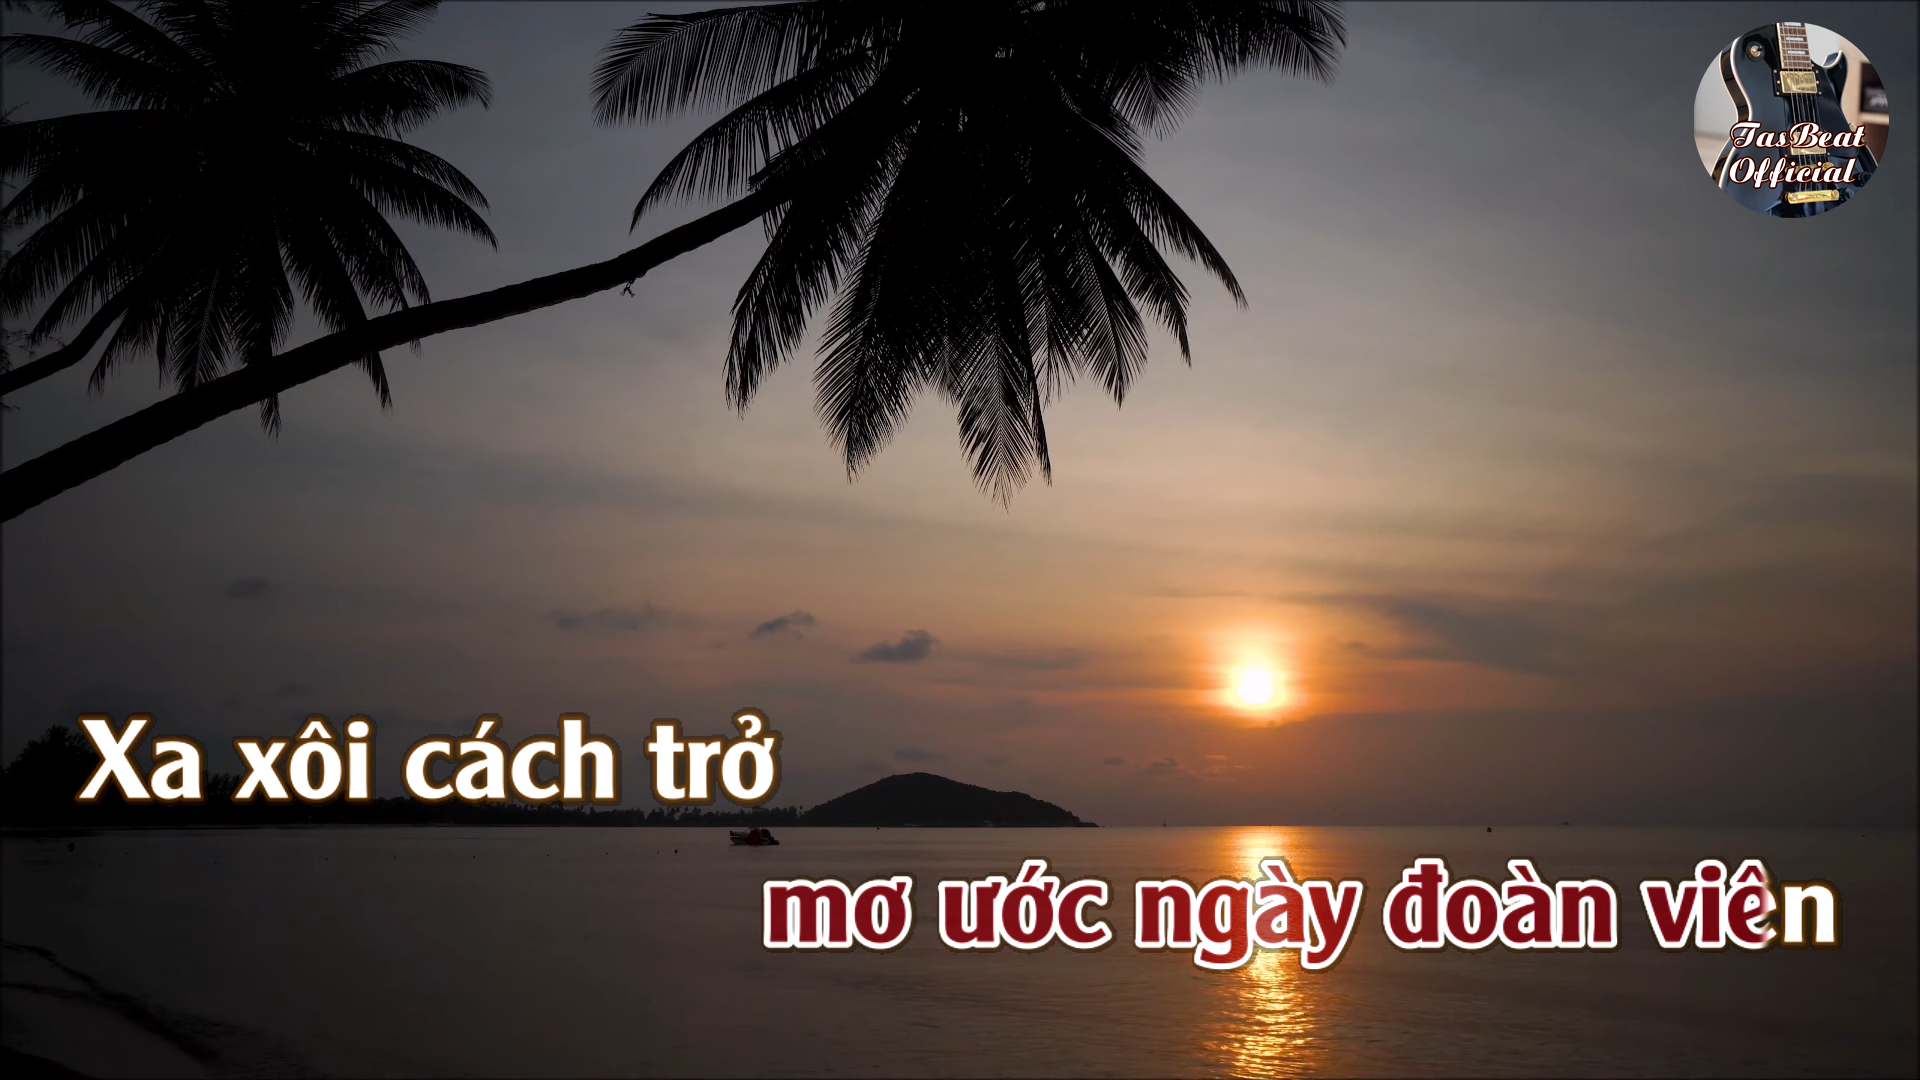 TasBeat
Official
Xa xôi cách trở
mơ ước ngày đoàn viên